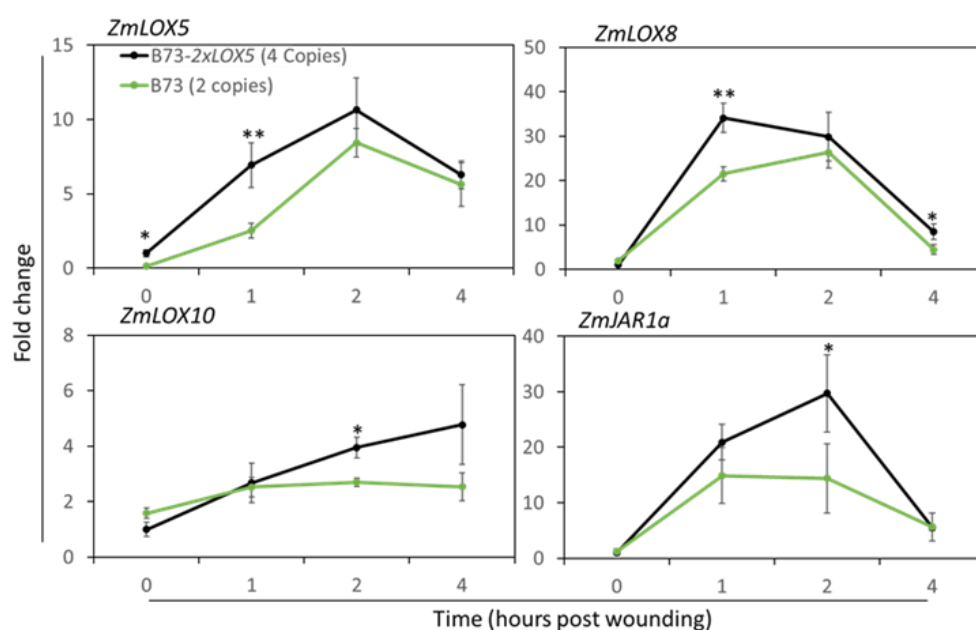 ZmLOX5
15
10
5
0
B73-2xLOX5 (4 Copies)
B73 (2 copies)
*
**
0 1 2 4
ZmLOX8
50
40
30
20
10
0
**
*
0 1 2 4
Fold change
ZmLOX10
8
6
4
2
0
*
0 1 2 4
ZmJAR1a
40
30
20
10
0
*
0 1 2 4
Time (hours post wounding)